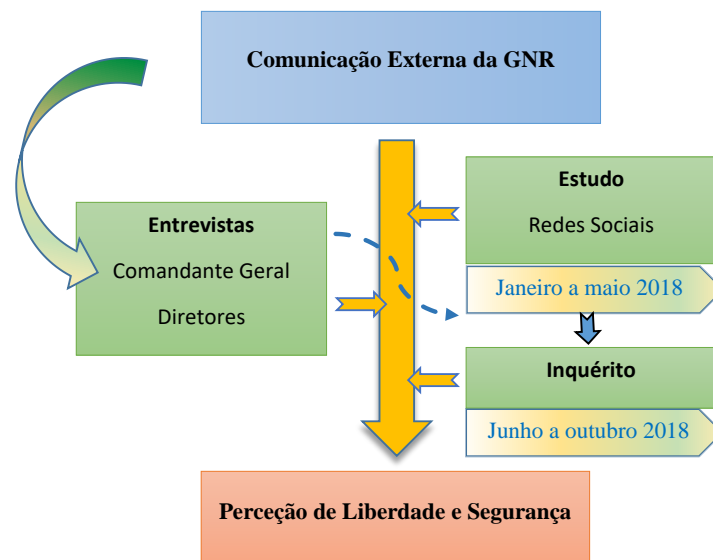 Comunicação Externa da GNR
Entrevistas
Comandante Geral
Diretores
Estudo
Redes Sociais
Janeiro a maio 2018
Inquérito
Junho a outubro 2018
Perceção de Liberdade e Segurança